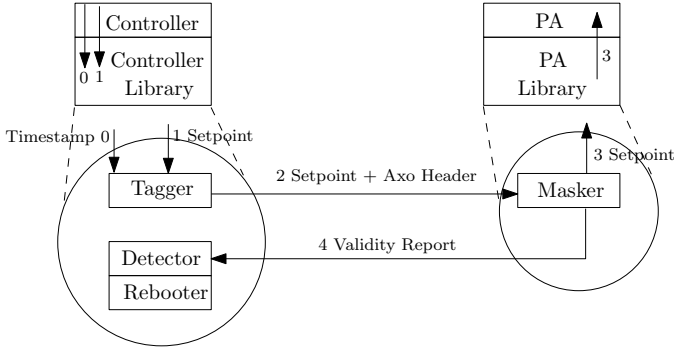 Controller
Controller
Library
0
1
PA
PA
Library
3
Timestamp 0
1 Setpoint
3 Setpoint
Tagger
2 Setpoint + Axo Header
Masker
4 Validity Report
Detector
Rebooter